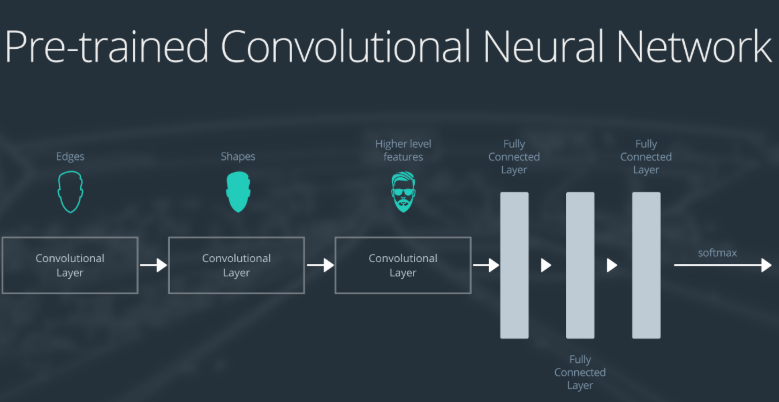 Pre-trained Convolutional Neural Network
Edges
Shapes
Higher level
features
Fully
Connected
Layer
Fully
Connected
Layer
Convolutional
Layer
Convolutional
Layer
Convolutional
Layer
softmax
Fully
Connected
Layer